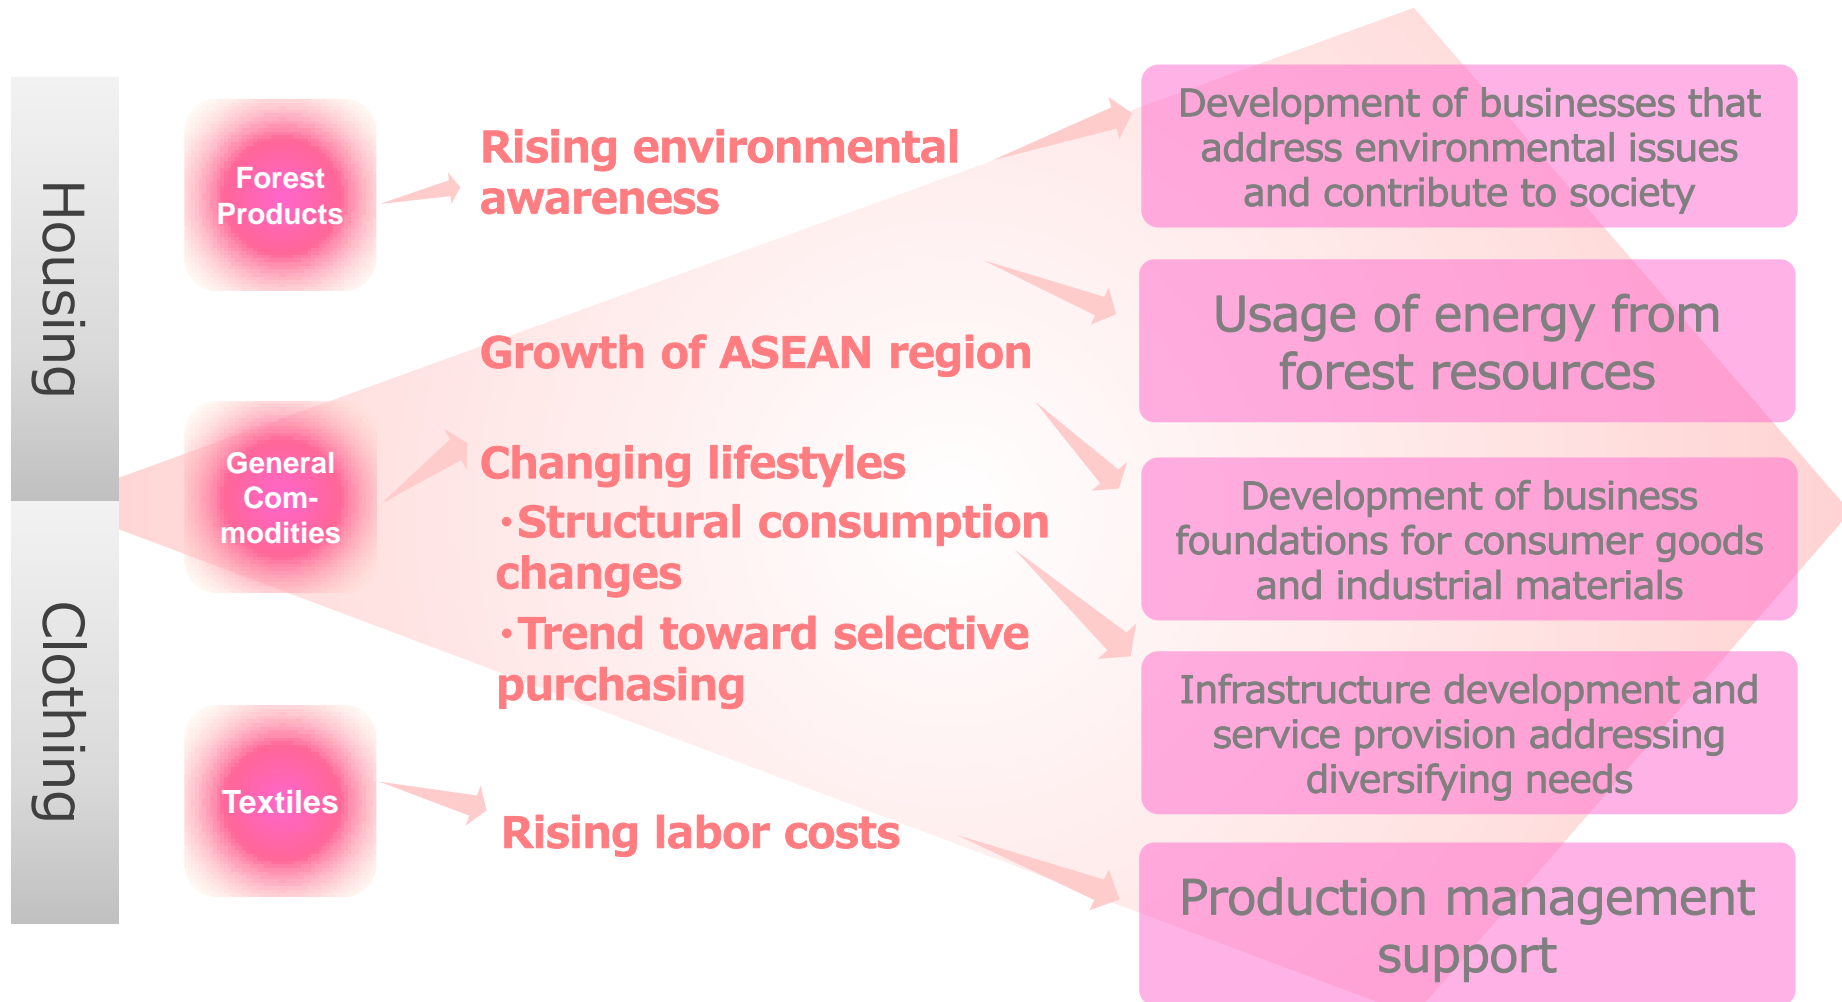 Housing
Clothing
Forest
Products
General
Com-
modities
Textiles
Rising environmental
awareness
Growth of ASEAN region
Changing lifestyles
・Structural consumption
changes
・Trend toward selective
purchasing
Rising labor costs
Development of businesses that
address environmental issues
and contribute to society
Usage of energy from
forest resources
Development of business
foundations for consumer goods
and industrial materials
Infrastructure development and
service provision addressing
diversifying needs
Production management
support